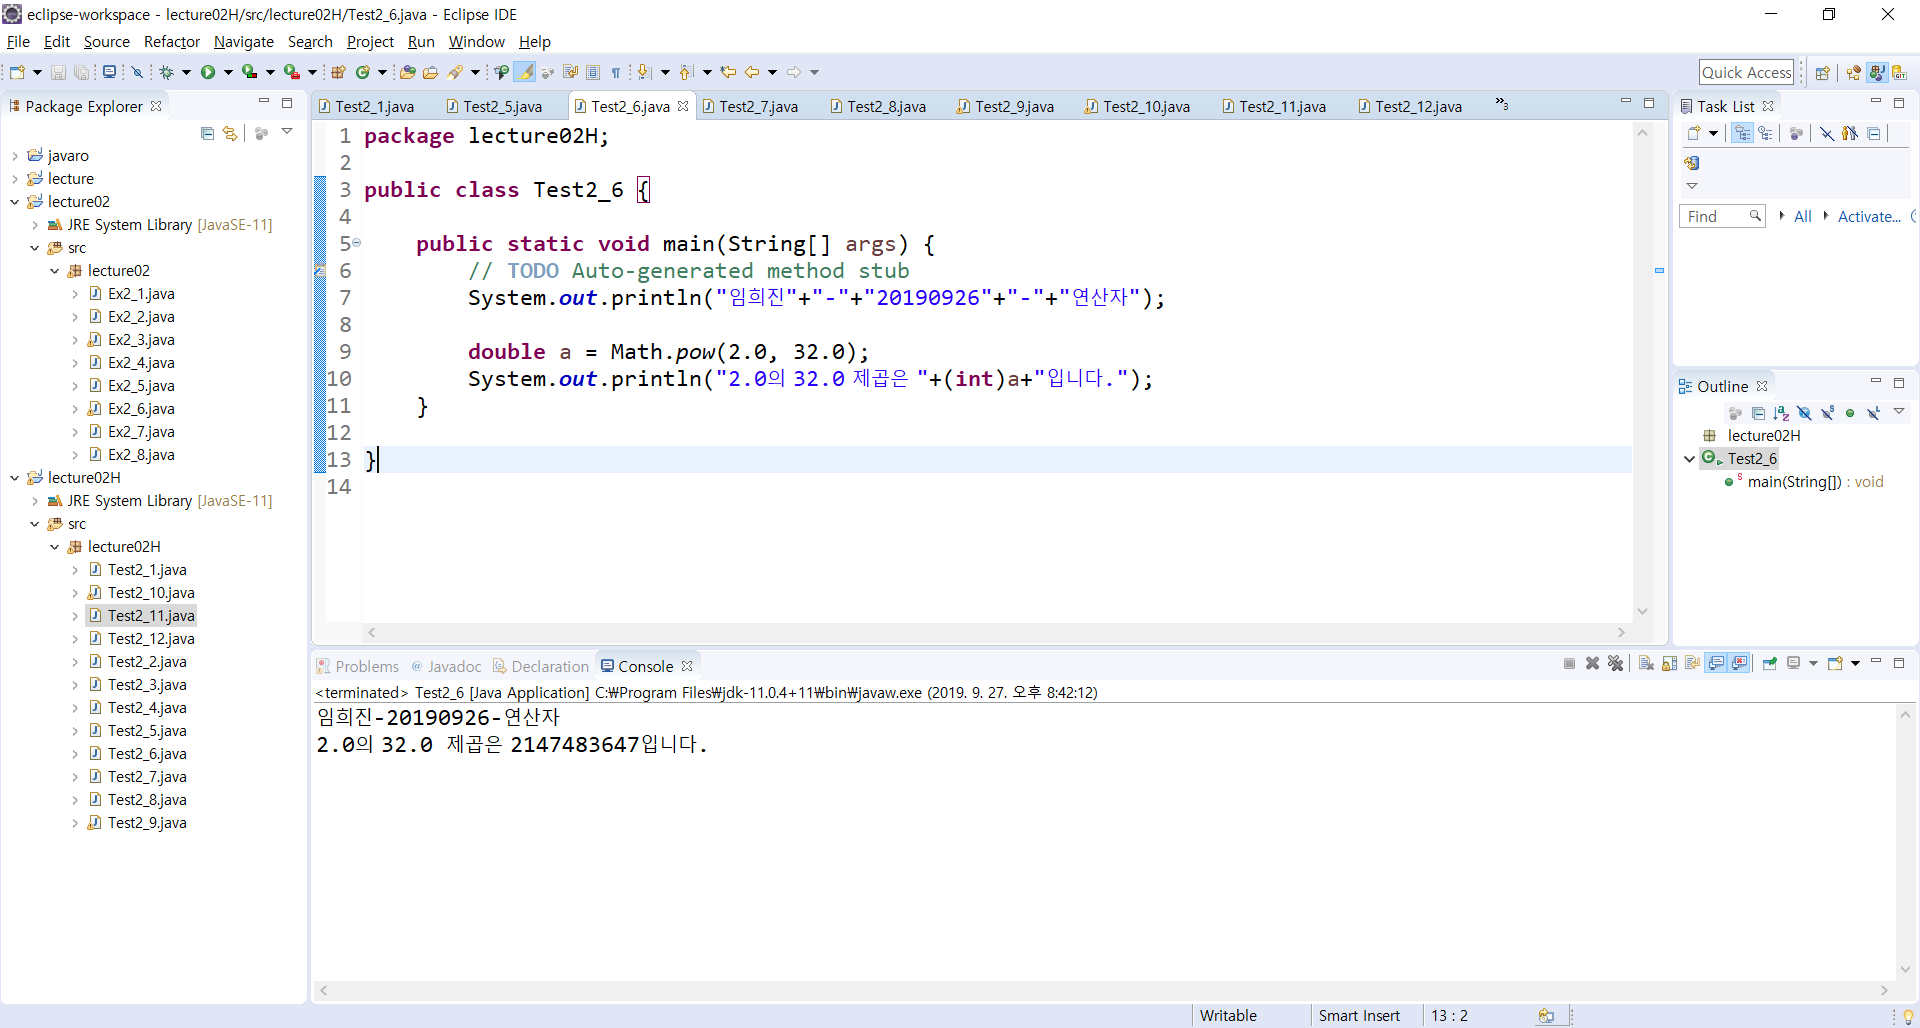 eclipse-workspace - lecture02H/src/lecture02H/Test2_6.java - Eclipse IDE
File Edit Source Refactor Navigate Search Project Run Window Help
Quick Access
Package Explorer
javaro
lecture
lecture02
JRE System Library [JavaSE-11]
src
lecture02
Ex2_1.java
Ex2_2.java
Ex2_3.java
Ex2_4.java
Ex2_5.java
Ex2_6.java
Ex2_7.java
Ex2_8.java
lecture02H
JRE System Library [JavaSE-11]
src
lecture02H
Test2_1.java
Test2_10.java
Test2_11.java
Test2_12.java
Test2_2.java
Test2_3.java
Test2_4.java
Test2_5.java
Test2_6.java
Test2_7.java
Test2_8.java
Test2_9.java
Test2_1.java Test2_5.java Test2_6.java Test2_7.java Test2_8.java Test2_9.java Test2_10.java Test2_11.java Test2_12.java »3
1 package lecture02H;
2
3 public class Test2_6 {
4
5 public static void main(String[] args) {
6 // TODO Auto-generated method stub
7 System.out.println("임희진"+"-"+"20190926"+"-"+"연산자");
8
9 double a = Math.pow(2.0, 32.0);
10 System.out.println("2.0의 32.0 제곱은 "+(int)a+"입니다.");
11 }
12
13 }
14
Task List
Find All Activate...
Outline
lecture02H
Test2_6
main(String[]) : void
Problems @ Javadoc Declaration Console
<terminated> Test2_6 [Java Application] C:₩Program Files₩jdk-11.0.4+11₩bin₩javaw.exe (2019. 9. 27. 오후 8:42:12)
임희진-20190926-연산자
2.0의 32.0 제곱은 2147483647입니다.
Writable Smart Insert 13 : 2